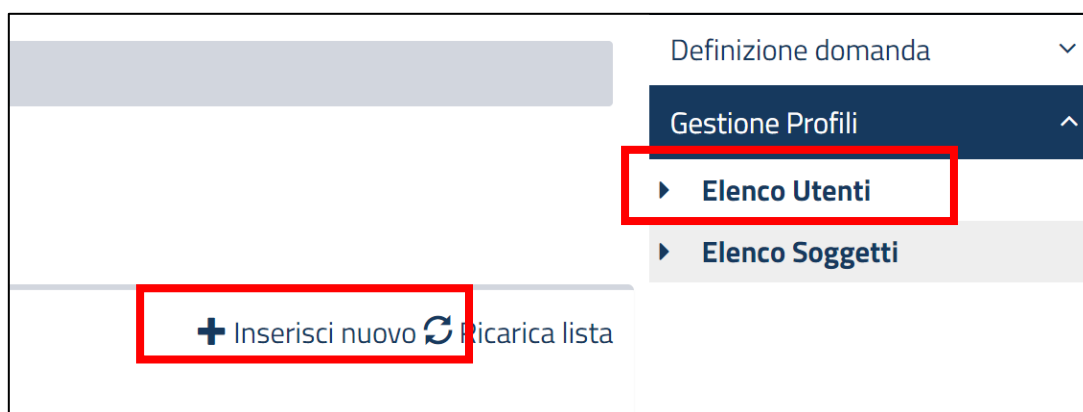 Definizione domanda
Gestione Profili
Elenco Utenti
Elenco Soggetti
Inserisci nuovo Ricarica lista